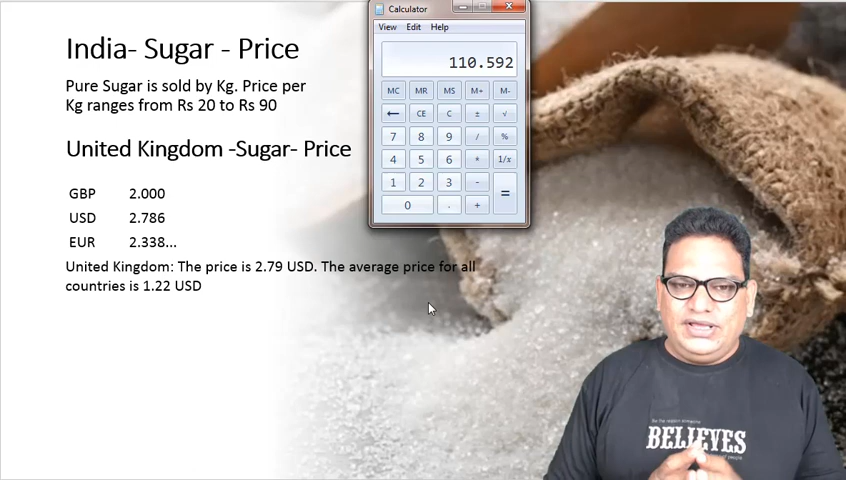 India- Sugar - Price
Pure Sugar is sold by Kg. Price per
Kg ranges from Rs 20 to Rs 90
United Kingdom -Sugar- Price
GBP 2.000
USD 2.786
EUR 2.338...
United Kingdom: The price is 2.79 USD. The average price for all
countries is 1.22 USD
Calculator
View Edit Help
110.592
MC MR MS M+ M-
← CE C ± √
7 8 9 / %
4 5 6 * 1/x
1 2 3 - =
0 . +
BELIEVES
of people